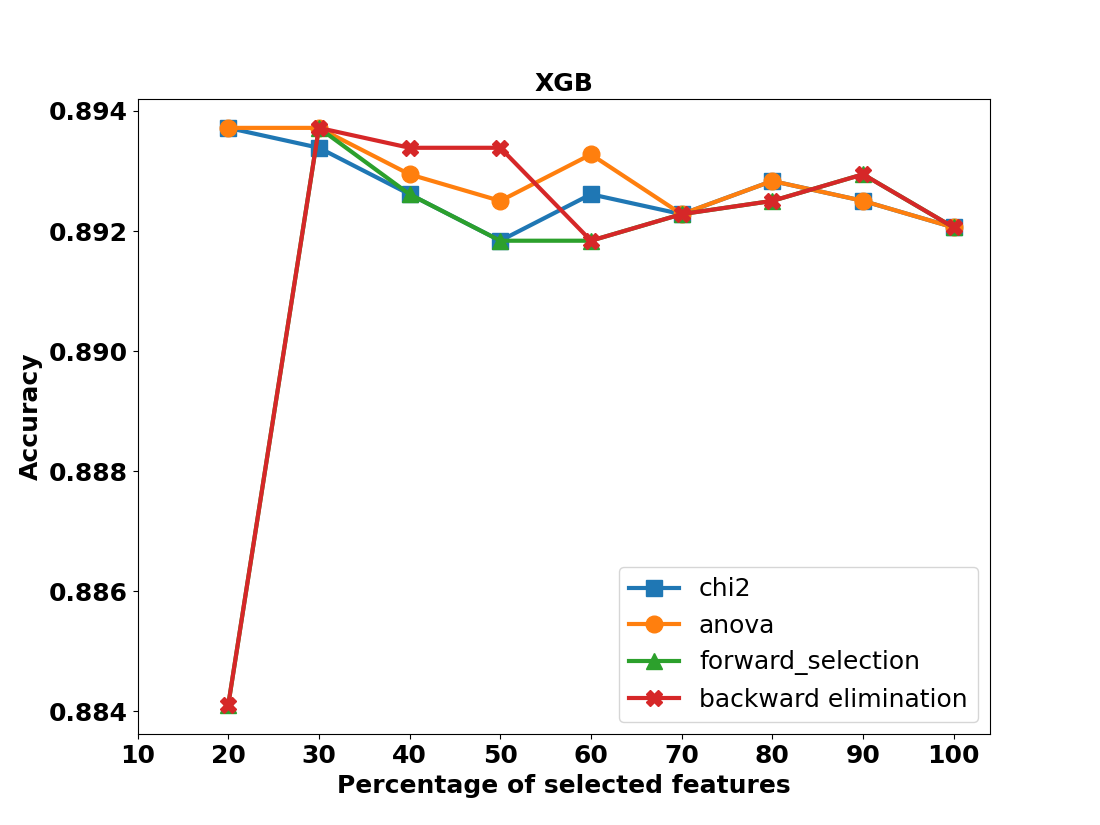 XGB
0.894
0.892
0.890
0.888
0.886
0.884
Accuracy
10 20 30 40 50 60 70 80 90 100
Percentage of selected features
chi2
anova
forward_selection
backward elimination